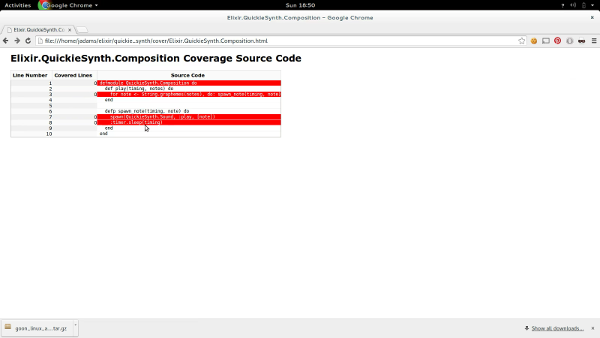 Activities
Google Chrome
Sun 18:50
Elixir.QuickieSynth.Composition - Google Chrome
Elixir.QuickieSynth.Co
file:///home/jadams/elixir/quickie_synth/cover/Elixir.QuickieSynth.Composition.html
Elixir.QuickieSynth.Composition Coverage Source Code
Line Number Covered Lines Source Code
1 0 defmodule QuickieSynth.Composition do
2 def play(timing, notes) do
3 0 for note <- String.graphemes(notes), do: spawn_note(timing, note)
4 end
5
6 defp spawn_note(timing, note) do
7 0 spawn(QuickieSynth.Sound, :play, [note])
8 0 :timer.sleep(timing)
9 end
10 end
goon_linux_a...tar.gz
Show all downloads...